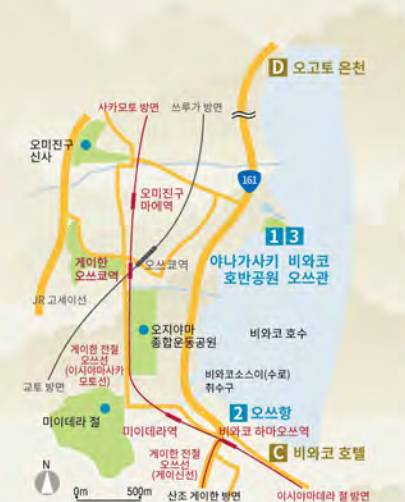 D 오고토 온천
사카모토 방면
쓰루가 방면
오미진구
신사
161
오미진구
마에역
1 3
야나가사키
호반공원
비와코
오쓰관
게이한
오쓰쿄역
오쓰쿄역
JR 고세이선
오지야마
종합운동공원
비와코 호수
게이한 전철
오쓰선
(이시야마사카
모토선)
비와코소스이(수로)
취수구
교토 방면
미이데라 절
2 오쓰항
미이데라역
비와코 하마오쓰역
C 비와코 호텔
게이한 전철
오쓰선
(게이신선)
N
0m 500m
산조 게이한 방면
이시야마데라 절 방면